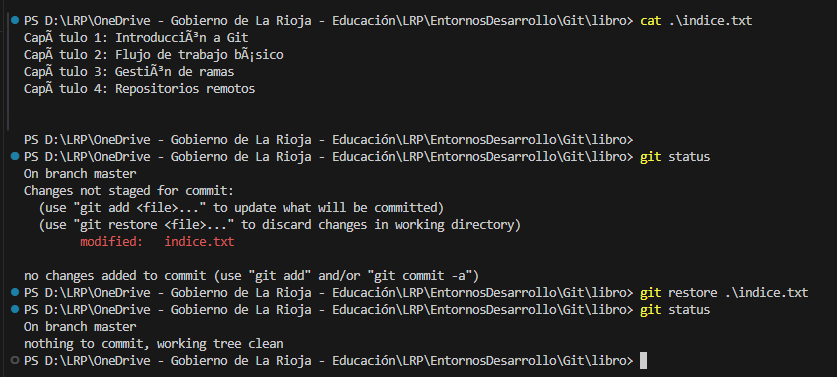 PS D:\LRP\OneDrive - Gobierno de La Rioja - Educación\LRP\EntornosDesarrollo\Git\libro> cat .\indice.txt
CapÃ­tulo 1: IntroducciÃ³n a Git
CapÃ­tulo 2: Flujo de trabajo bÃ¡sico
CapÃ­tulo 3: GestiÃ³n de ramas
CapÃ­tulo 4: Repositorios remotos
PS D:\LRP\OneDrive - Gobierno de La Rioja - Educación\LRP\EntornosDesarrollo\Git\libro>
PS D:\LRP\OneDrive - Gobierno de La Rioja - Educación\LRP\EntornosDesarrollo\Git\libro> git status
On branch master
Changes not staged for commit:
  (use "git add <file>..." to update what will be committed)
  (use "git restore <file>..." to discard changes in working directory)
        modified:   indice.txt
no changes added to commit (use "git add" and/or "git commit -a")
PS D:\LRP\OneDrive - Gobierno de La Rioja - Educación\LRP\EntornosDesarrollo\Git\libro> git restore .\indice.txt
PS D:\LRP\OneDrive - Gobierno de La Rioja - Educación\LRP\EntornosDesarrollo\Git\libro> git status
On branch master
nothing to commit, working tree clean
PS D:\LRP\OneDrive - Gobierno de La Rioja - Educación\LRP\EntornosDesarrollo\Git\libro>